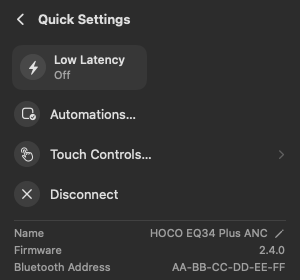 Quick Settings
Low Latency
Off
Automations...
Touch Controls...
Disconnect
Name HOCO EQ34 Plus ANC
Firmware 2.4.0
Bluetooth Address AA-BB-CC-DD-EE-FF